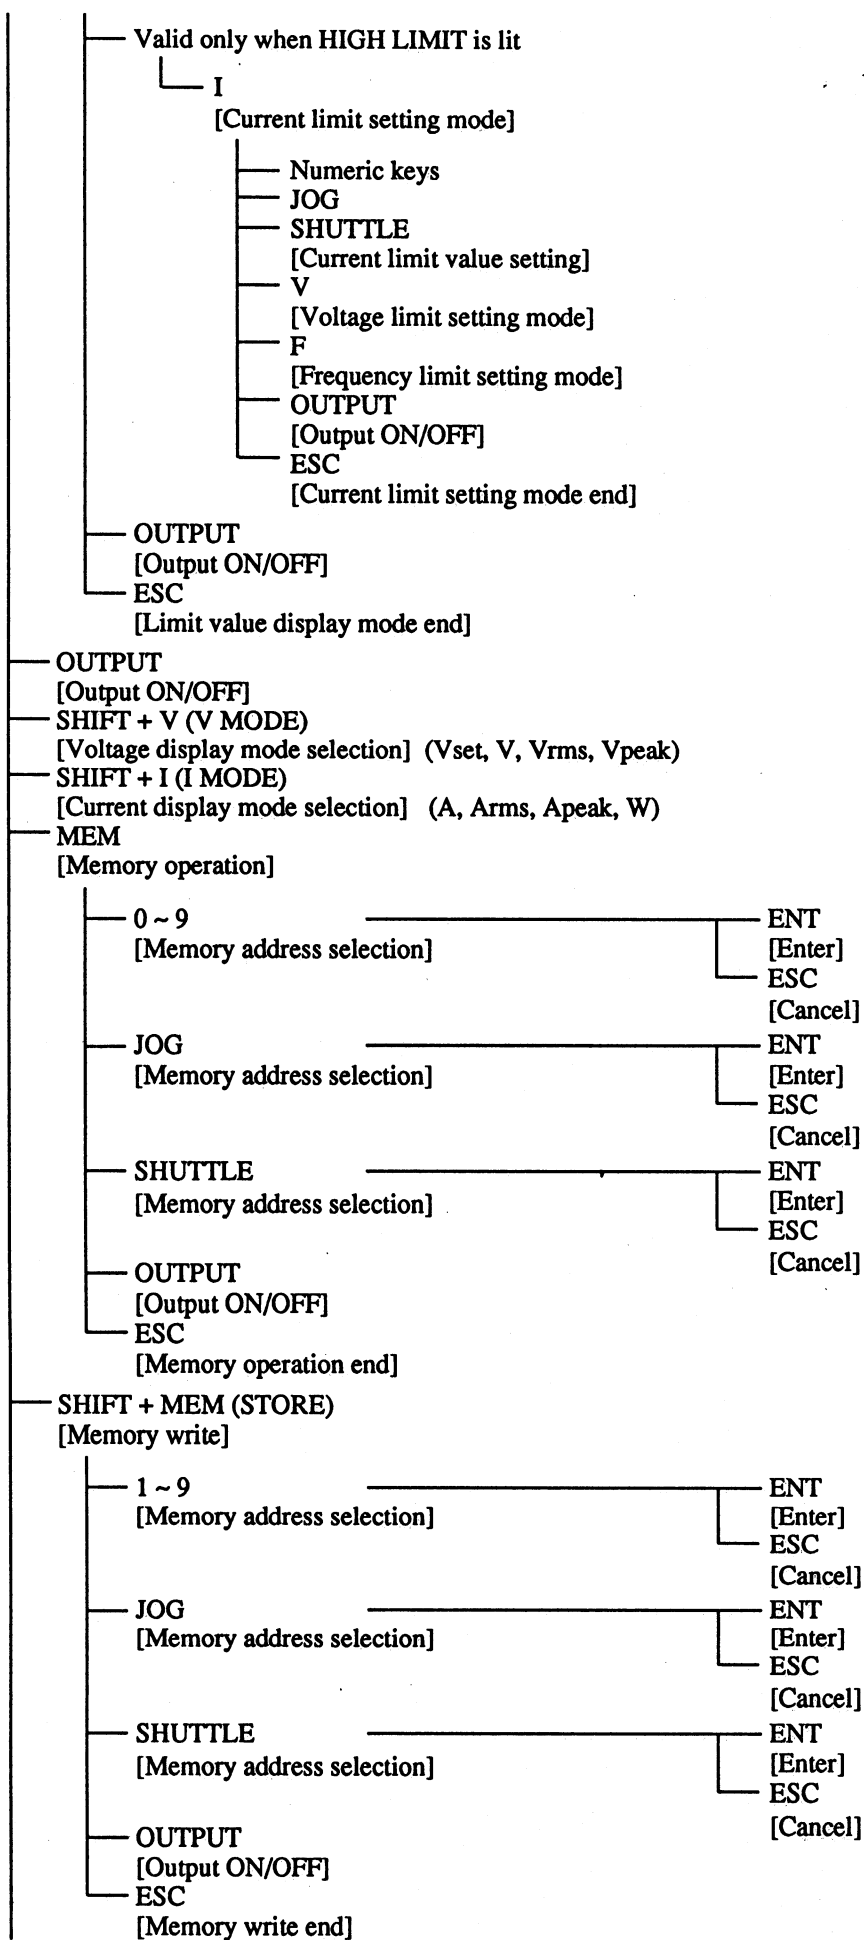 Valid only when HIGH LIMIT is lit
I
[Current limit setting mode]
Numeric keys
JOG
SHUTTLE
[Current limit value setting]
V
[Voltage limit setting mode]
F
[Frequency limit setting mode]
OUTPUT
[Output ON/OFF]
ESC
[Current limit setting mode end]
OUTPUT
[Output ON/OFF]
ESC
[Limit value display mode end]
OUTPUT
[Output ON/OFF]
SHIFT + V (V MODE)
[Voltage display mode selection] (Vset, V, Vrms, Vpeak)
SHIFT + I (I MODE)
[Current display mode selection] (A, Arms, Apeak, W)
MEM
[Memory operation]
0 ~ 9 ENT
[Memory address selection] [Enter]
ESC
[Cancel]
JOG ENT
[Memory address selection] [Enter]
ESC
[Cancel]
SHUTTLE ENT
[Memory address selection] [Enter]
ESC
[Cancel]
OUTPUT
[Output ON/OFF]
ESC
[Memory operation end]
SHIFT + MEM (STORE)
[Memory write]
1 ~ 9 ENT
[Memory address selection] [Enter]
ESC
[Cancel]
JOG ENT
[Memory address selection] [Enter]
ESC
[Cancel]
SHUTTLE ENT
[Memory address selection] [Enter]
ESC
[Cancel]
OUTPUT
[Output ON/OFF]
ESC
[Memory write end]